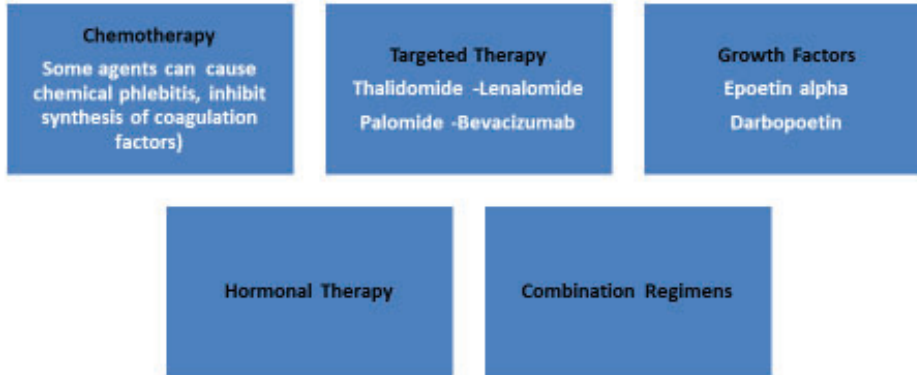 Chemotherapy
Some agents can cause
chemical phlebitis, inhibit
synthesis of coagulation
factors)
Targeted Therapy
Thalidomide -Lenalomide
Palomide -Bevacizumab
Growth Factors
Epoetin alpha
Darbopoetin
Hormonal Therapy
Combination Regimens